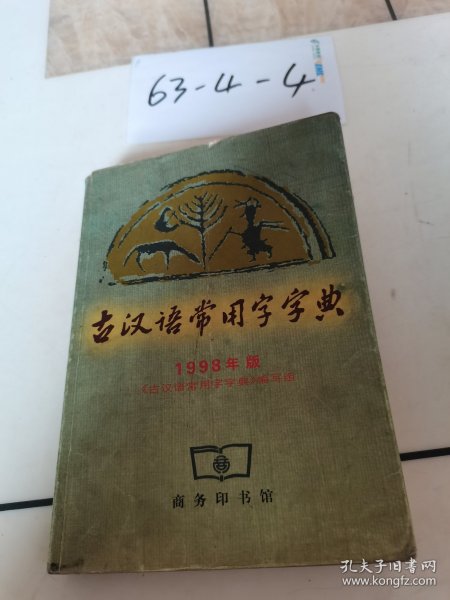 63-4-4
古汉语常用字字典
1998年版
《古汉语常用字字典》编写组
商务印书馆
孔夫子旧书网
www.kongfz.com